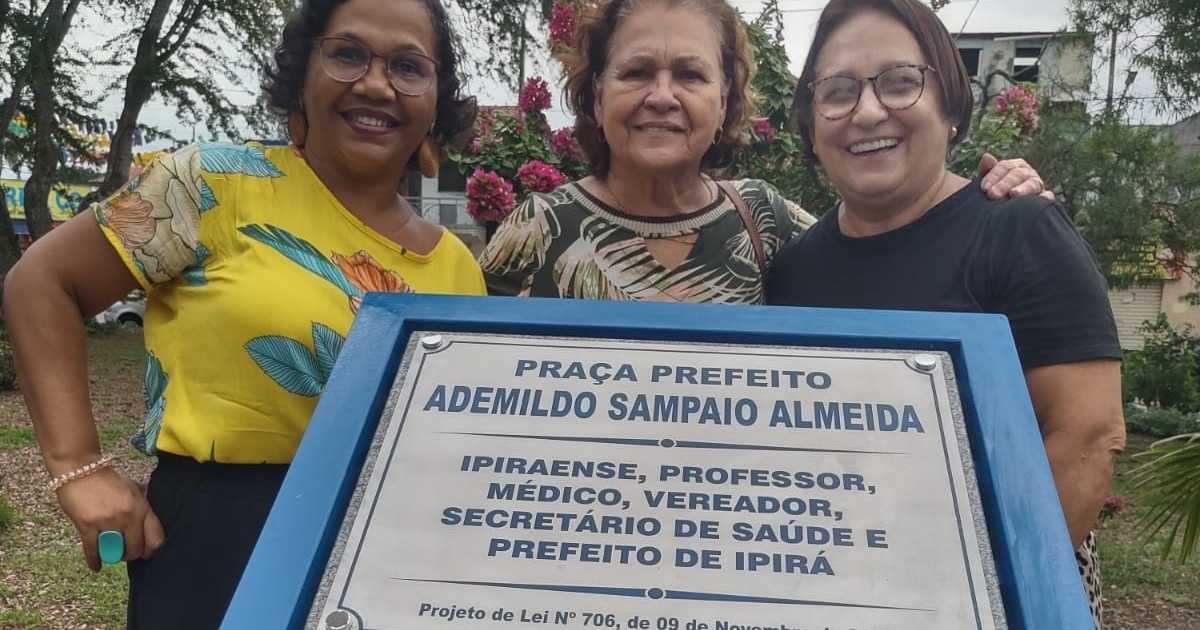 PRAÇA PREFEITO
ADEMILDO SAMPAIO ALMEIDA
IPIRAENSE, PROFESSOR,
MÉDICO, VEREADOR,
SECRETÁRIO DE SAÚDE E
PREFEITO DE IPIRÁ
Projeto de Lei Nº 706, de 09 de Novembro